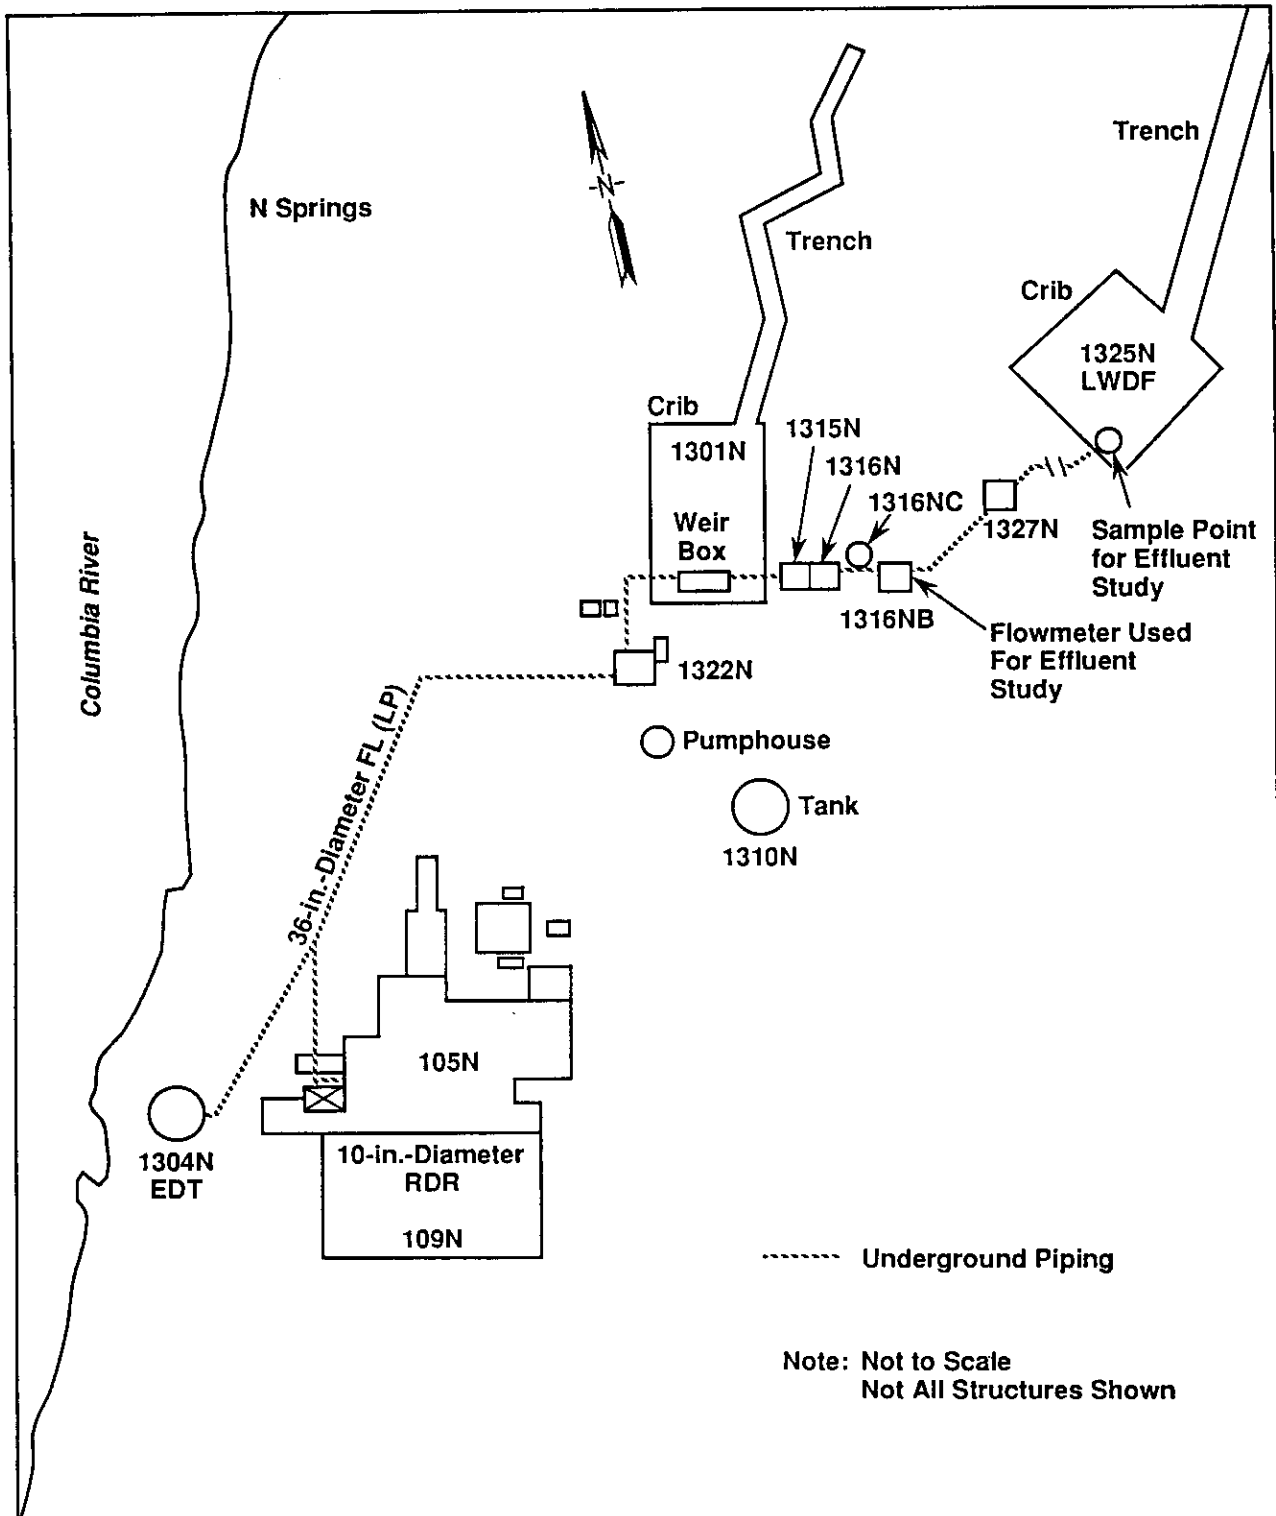 Trench
N Springs
N
Trench
Crib
1325N
LWDF
Crib
1301N
1315N
1316N
1316NC
Weir
Box
1327N
Sample Point
for Effluent
Study
1316NB
Flowmeter Used
For Effluent
Study
Columbia River
1322N
36-in.-Diameter FL (LP)
Pumphouse
Tank
1310N
105N
1304N
EDT
10-in.-Diameter
RDR
109N
Underground Piping
Note: Not to Scale
Not All Structures Shown